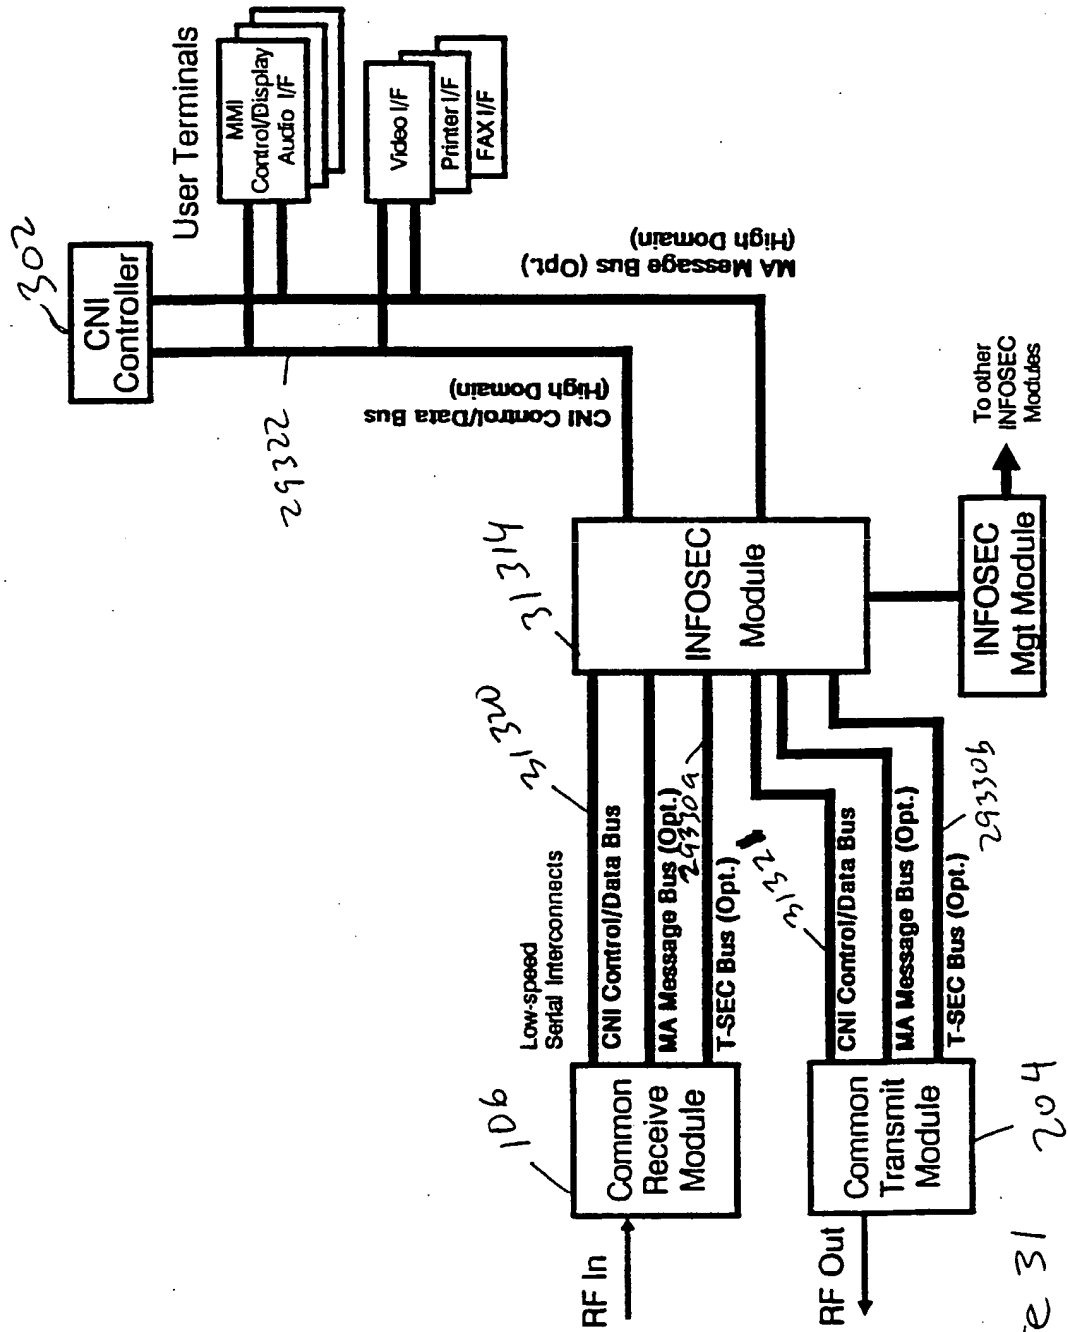 302
CNI
Controller
User Terminals
MMI
Control/Display
Audio I/F
Video I/F
Printer I/F
FAX I/F
MA Message Bus (Opt.)
(High Domain)
CNI Control/Data Bus
(High Domain)
29322
31314
INFOSEC
Module
To other
INFOSEC
Modules
INFOSEC
Mgt Module
31320
Low-speed
Serial Interconnects
CNI Control/Data Bus
MA Message Bus (Opt.)
29330a
T-SEC Bus (Opt.)
3132
CNI Control/Data Bus
MA Message Bus (Opt.)
T-SEC Bus (Opt.)
29330b
106
Common
Receive
Module
RF In
Common
Transmit
Module
204
RF Out
e 31